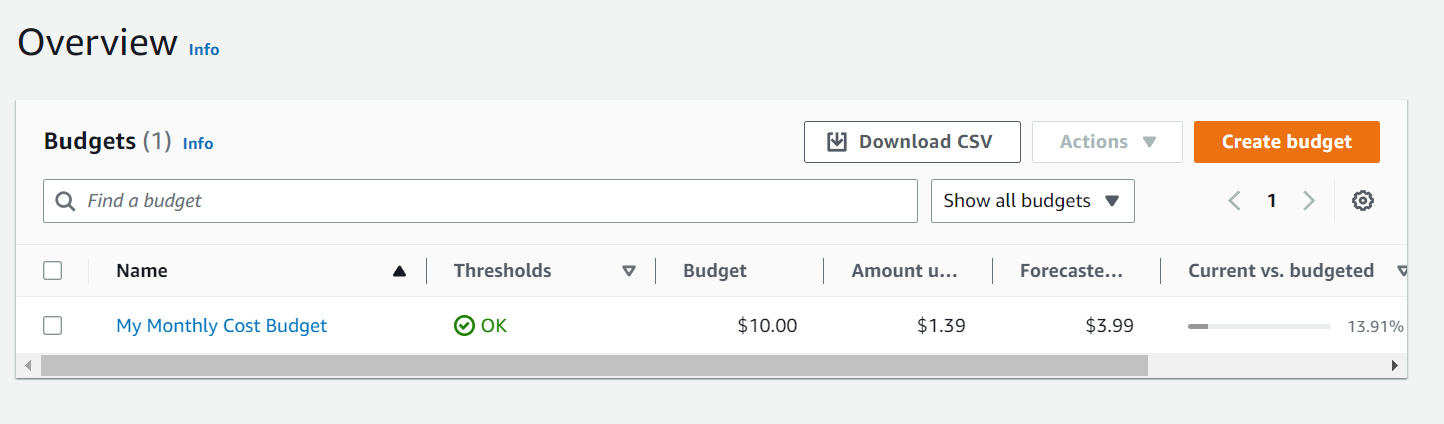 Overview Info
Budgets (1) Info
Download CSV
Actions
Create budget
Find a budget
Show all budgets
1
Name
Thresholds
Budget
Amount u...
Forecaste...
Current vs. budgeted
My Monthly Cost Budget
OK
$10.00
$1.39
$3.99
13.91%